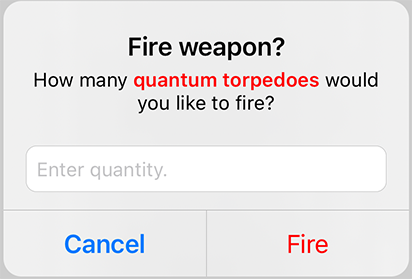 Fire weapon?
How many quantum torpedoes would
you like to fire?
Enter quantity.
Cancel
Fire